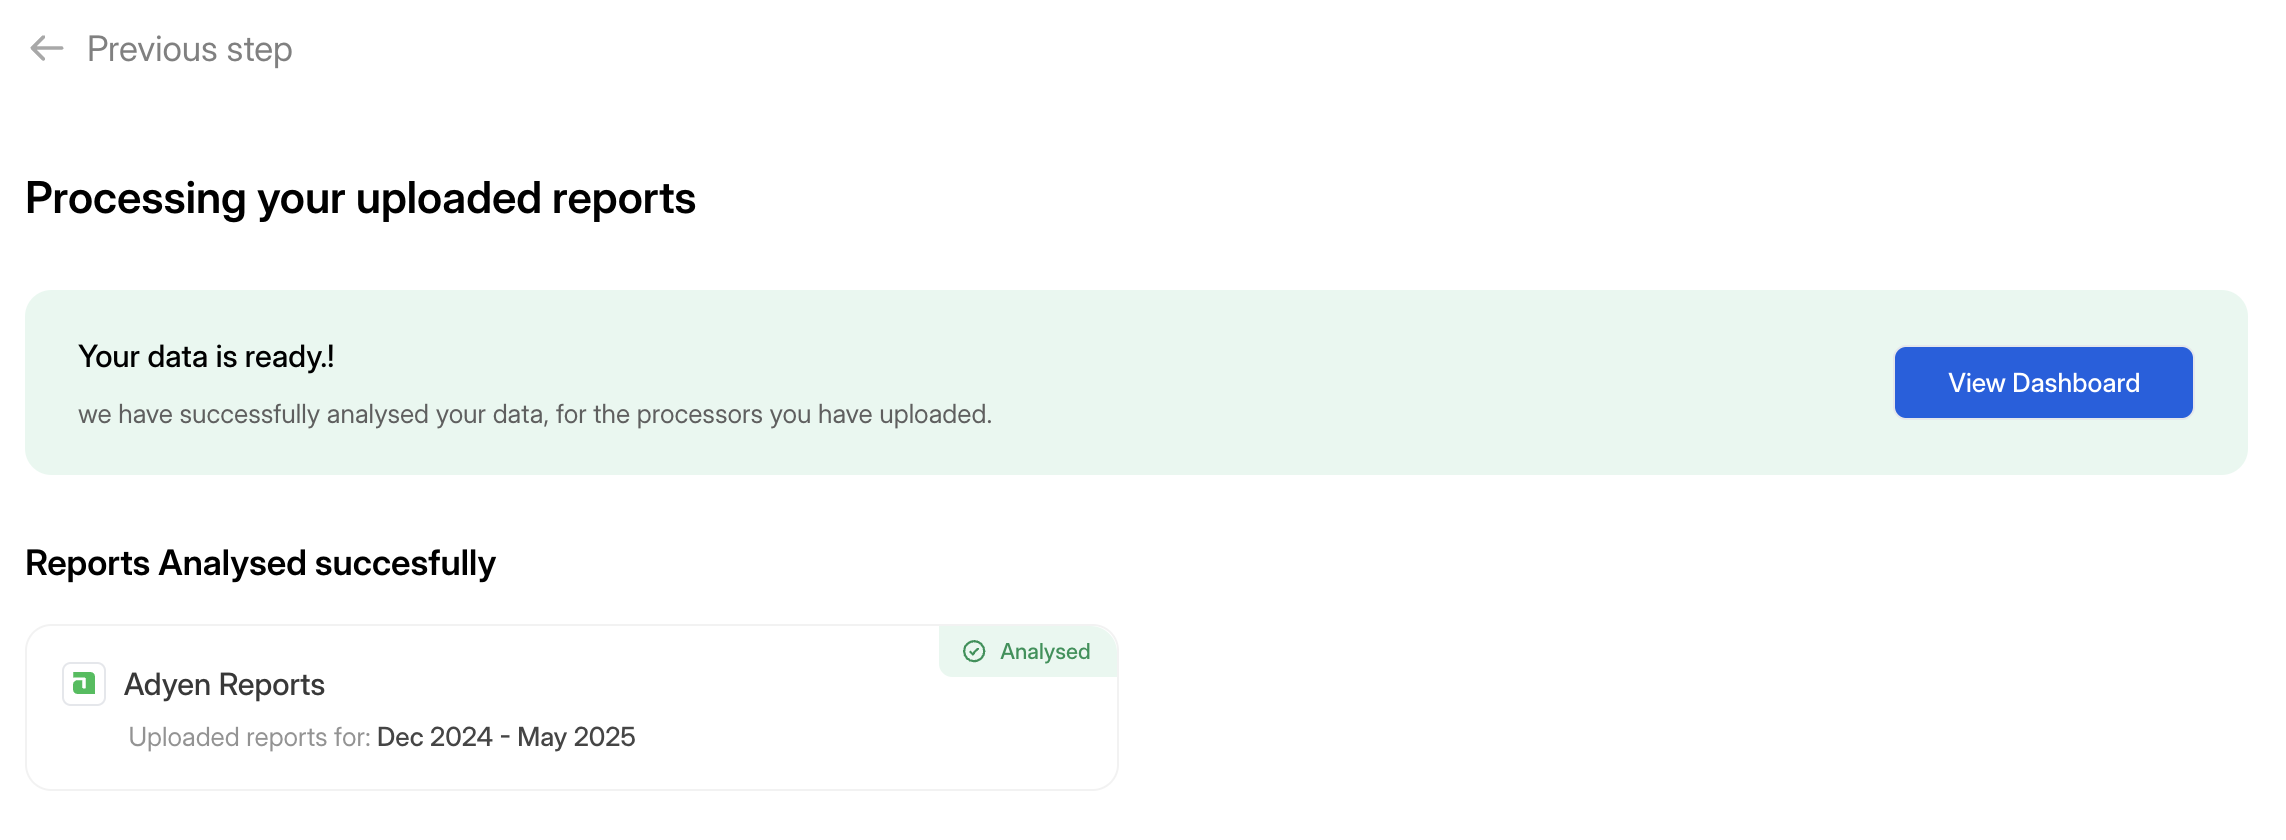 Previous step
Processing your uploaded reports
Your data is ready.!
we have successfully analysed your data, for the processors you have uploaded.
View Dashboard
Reports Analysed succesfully
Analysed
Adyen Reports
Uploaded reports for: Dec 2024 - May 2025